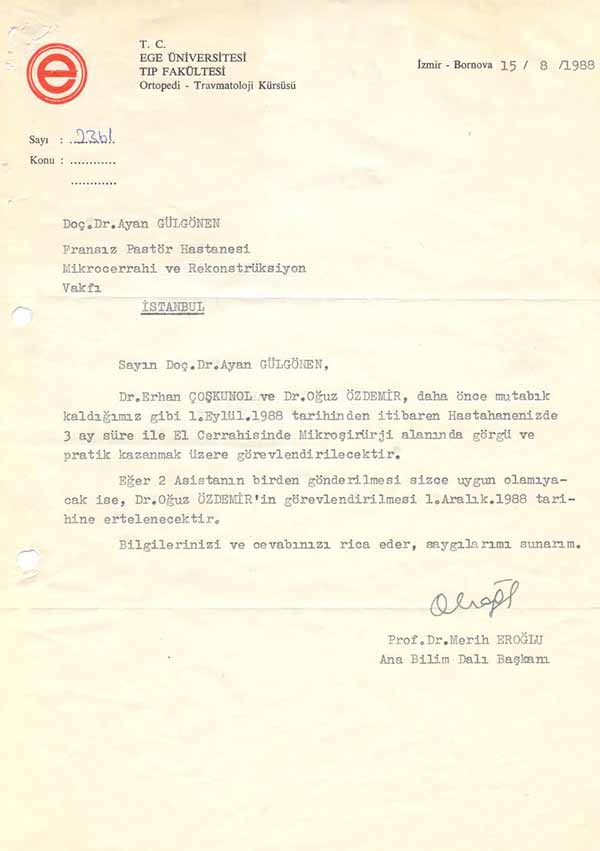 e
T. C.
EGE ÜNİVERSİTESİ
TIP FAKÜLTESİ
Ortopedi - Travmatoloji Kürsüsü
İzmir - Bornova 15 / 8 /1988
Sayı : 2361
Konu : ............
............
Doç.Dr.Ayan GÜLGÖNEN
Fransız Pastör Hastanesi
Mikrocerrahi ve Rekonstrüksiyon
Vakfı
İSTANBUL
Sayın Doç.Dr.Ayan GÜLGÖNEN,
Dr.Erhan ÇOŞKUNOL ve Dr.Oğuz ÖZDEMİR, daha önce mutabık
kaldığımız gibi 1.Eylül.1988 tarihinden itibaren Hastahanenizde
3 ay süre ile El Cerrahisinde Mikroşirürji alanında görgü ve
pratik kazanmak üzere görevlendirilecektir.
Eğer 2 Asistanın birden gönderilmesi sizce uygun olamıya-
cak ise, Dr.Oğuz ÖZDEMİR'in görevlendirilmesi 1.Aralık.1988 tari-
hine ertelenecektir.
Bilgilerinizi ve cevabınızı rica eder, saygılarımı sunarım.
Prof.Dr.Merih EROĞLU
Ana Bilim Dalı Başkanı